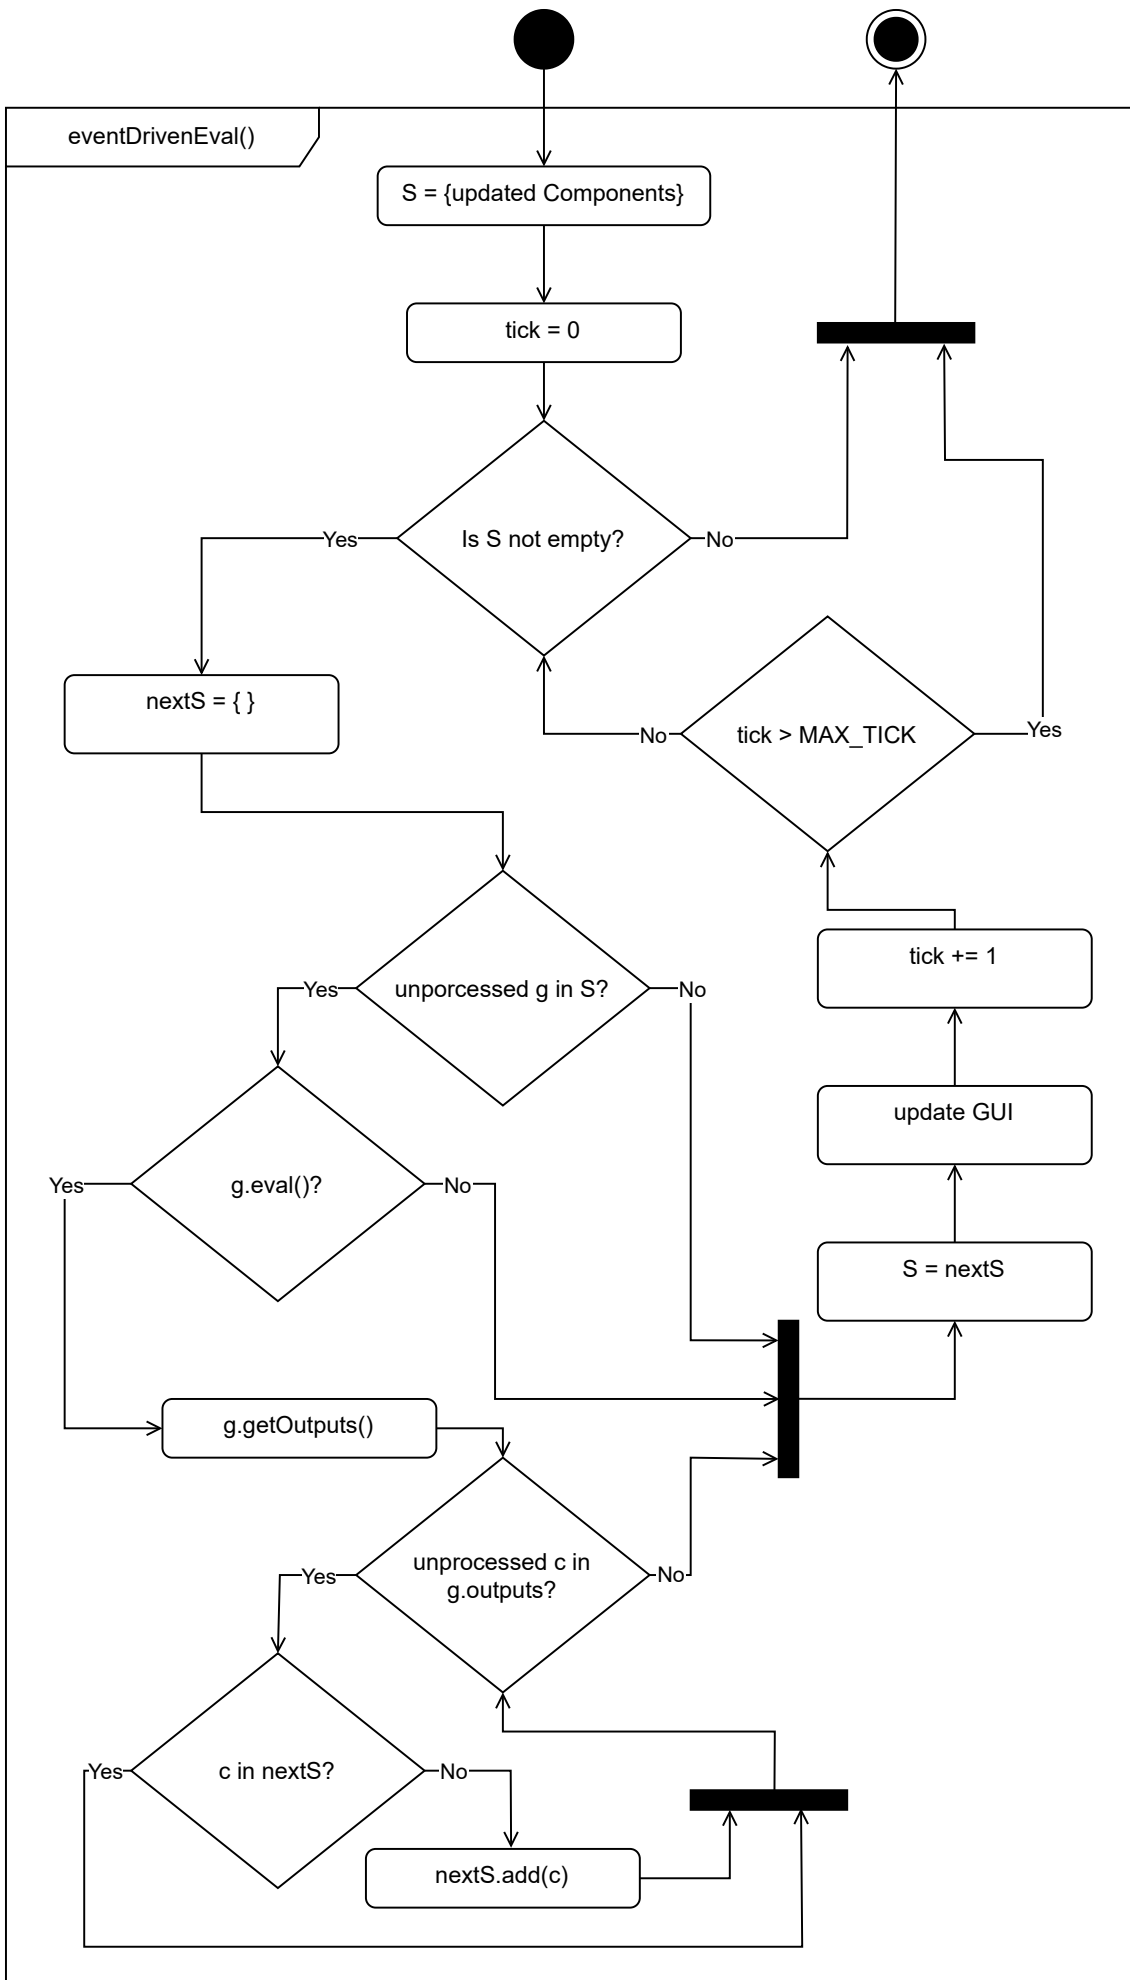 eventDrivenEval()
S = {updated Components}
tick = 0
Is S not empty?
Yes
No
nextS = { }
tick > MAX_TICK
No
Yes
unporcessed g in S?
Yes
No
tick += 1
update GUI
g.eval()?
Yes
No
S = nextS
g.getOutputs()
unprocessed c in
g.outputs?
Yes
No
c in nextS?
Yes
No
nextS.add(c)